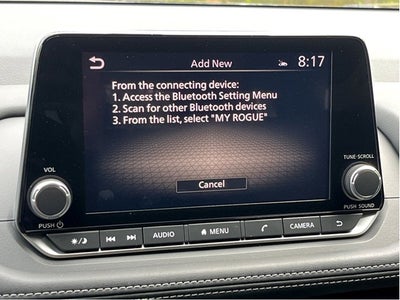 Add New
8:17
From the connecting device:
1. Access the Bluetooth Setting Menu
2. Scan for other Bluetooth devices
3. From the list, select "MY ROGUE"
Cancel
VOL
TUNE·SCROLL
PUSH
PUSH SOUND
AUDIO
MENU
CAMERA